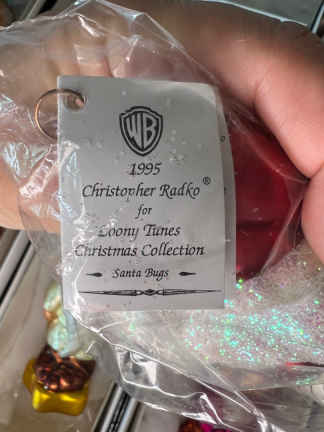 WB
1995
Christopher Radko®
for
Loony Tunes
Christmas Collection
Santa Bugs